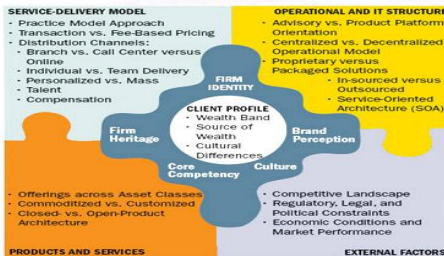 SERVICE-DELIVERY MODEL
• Practice Model Approach
• Transaction vs. Fee-Based Pricing
• Distribution Channels:
• Branch vs. Call Center versus
Online
• Individual vs. Team Delivery
• Personalized vs. Mass
• Talent
• Compensation
OPERATIONAL AND IT STRUCTURE
• Advisory vs. Product Platform
Orientation
• Centralized vs. Decentralized
Operational Model
• Proprietary versus
Packaged Solutions
• In-sourced versus
Outsourced
• Service-Oriented
Architecture (SOA)
FIRM
IDENTITY
CLIENT PROFILE
• Wealth Band
• Source of
Wealth
• Cultural
Differences
Firm
Heritage
Brand
Perception
Core
Competency
Culture
• Offerings across Asset Classes
• Commoditized vs. Customized
• Closed- vs. Open-Product
Architecture
PRODUCTS AND SERVICES
• Competitive Landscape
• Regulatory, Legal, and
Political Constraints
• Economic Conditions and
Market Performance
EXTERNAL FACTORS